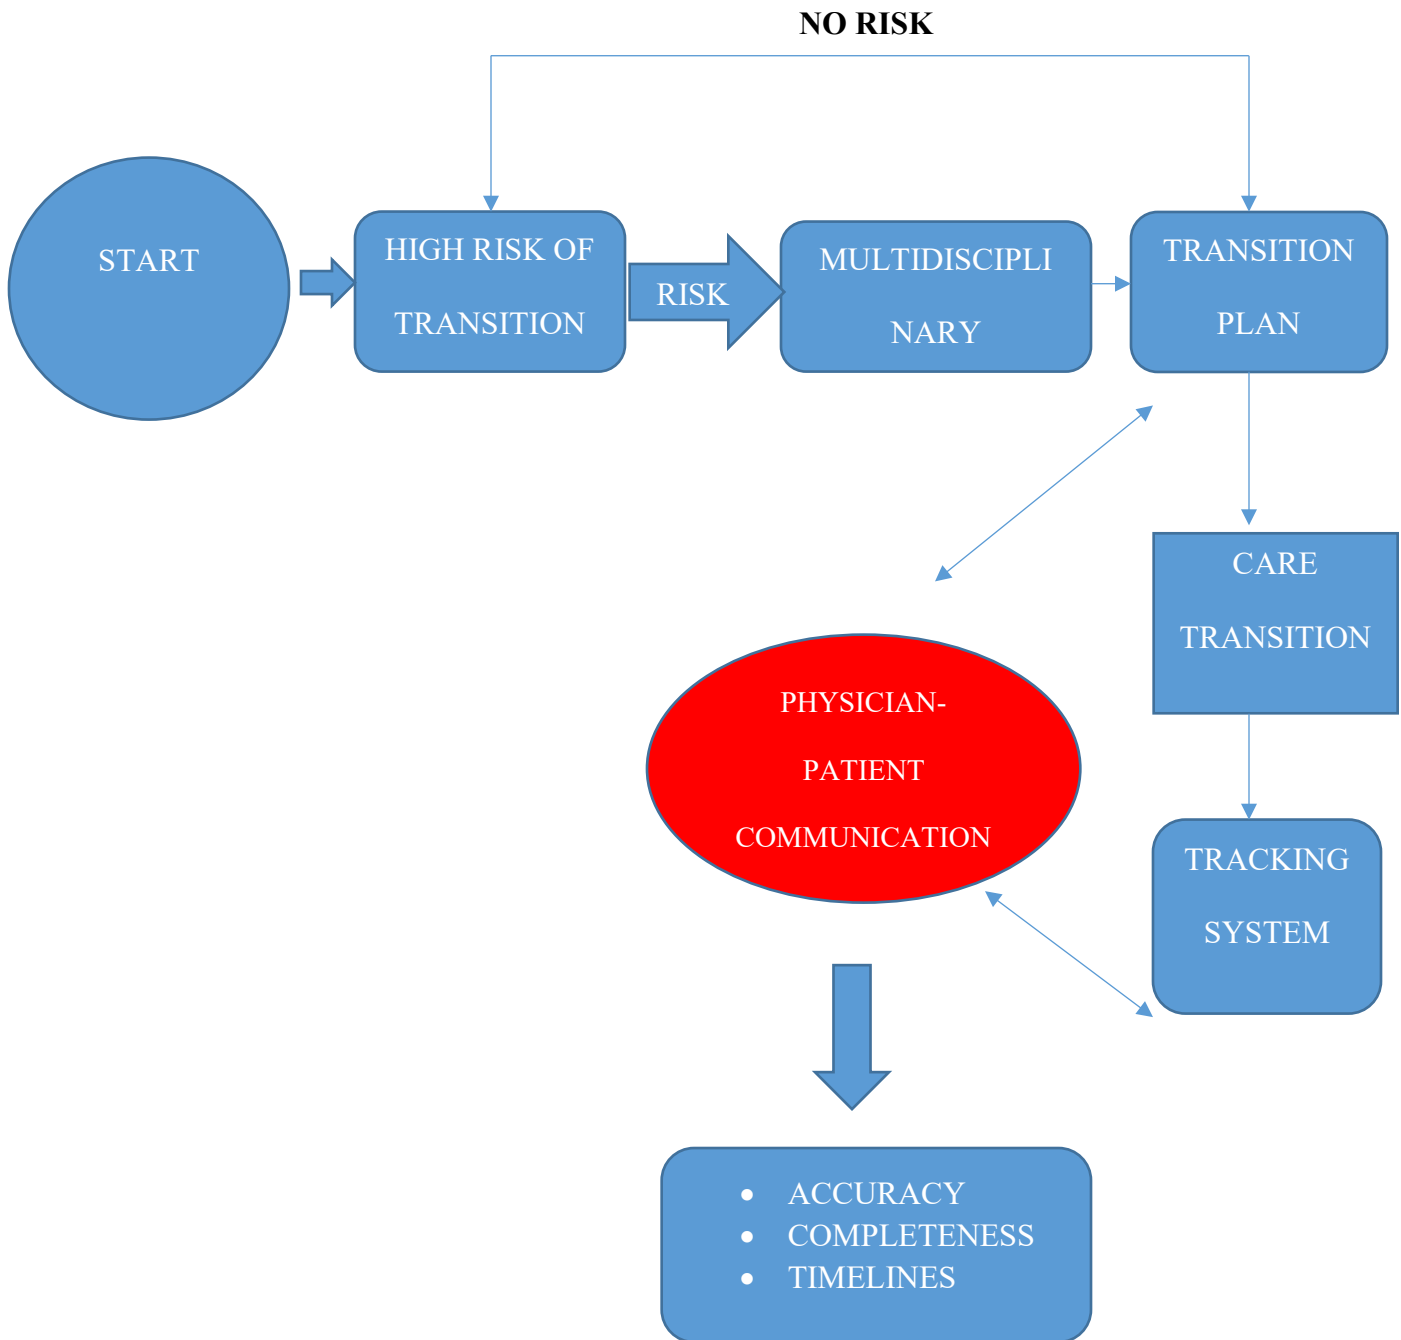 NO RISK
START
HIGH RISK OF
TRANSITION
RISK
MULTIDISCIPLI
NARY
TRANSITION
PLAN
CARE
TRANSITION
PHYSICIAN-
PATIENT
COMMUNICATION
TRACKING
SYSTEM
• ACCURACY
• COMPLETENESS
• TIMELINES